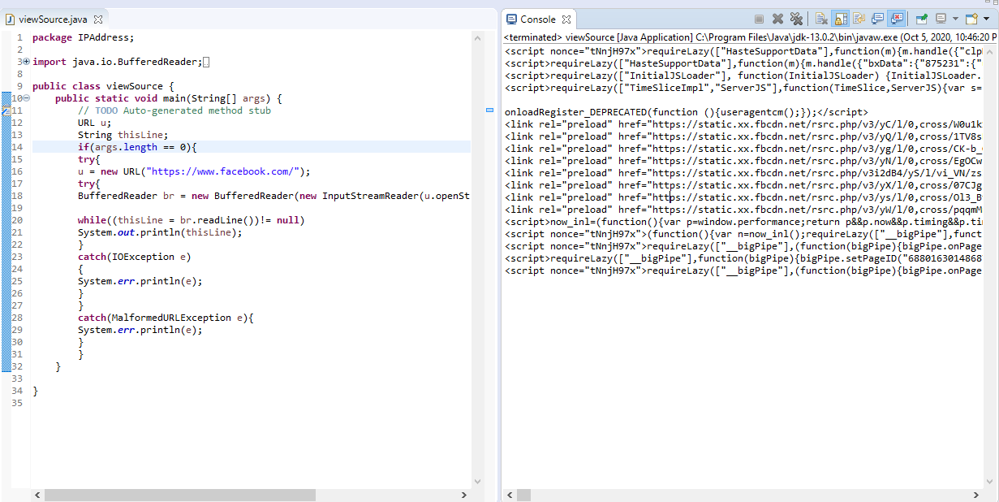 viewSource.java
1 package IPAddress;
2
3 import java.io.BufferedReader;
8
9 public class viewSource {
10 public static void main(String[] args) {
11 // TODO Auto-generated method stub
12 URL u;
13 String thisLine;
14 if(args.length == 0){
15 try{
16 u = new URL("https://www.facebook.com/");
17 try{
18 BufferedReader br = new BufferedReader(new InputStreamReader(u.openSt
19
20 while((thisLine = br.readLine())!= null)
21 System.out.println(thisLine);
22 }
23 catch(IOException e)
24 {
25 System.err.println(e);
26 }
27 }
28 catch(MalformedURLException e){
29 System.err.println(e);
30 }
31 }
32 }
33
34 }
35
Console
<terminated> viewSource [Java Application] C:\Program Files\Java\jdk-13.0.2\bin\javaw.exe (Oct 5, 2020, 10:46:20 P
<script nonce="tNnjH97x">requireLazy(["HasteSupportData"],function(m){m.handle({"clp
<script>requireLazy(["HasteSupportData"],function(m){m.handle({"bxData":{"875231":{"
<script>requireLazy(["InitialJSLoader"], function(InitialJSLoader) {InitialJSLoader.
<script>requireLazy(["TimeSliceImpl","ServerJS"],function(TimeSlice,ServerJS){var s=
onloadRegister_DEPRECATED(function (){useragentcm();});</script>
<link rel="preload" href="https://static.xx.fbcdn.net/rsrc.php/v3/yC/l/0,cross/W0u1k
<link rel="preload" href="https://static.xx.fbcdn.net/rsrc.php/v3/yQ/l/0,cross/1TV8s
<link rel="preload" href="https://static.xx.fbcdn.net/rsrc.php/v3/yg/l/0,cross/CK-b_
<link rel="preload" href="https://static.xx.fbcdn.net/rsrc.php/v3/yN/l/0,cross/EgOCw
<link rel="preload" href="https://static.xx.fbcdn.net/rsrc.php/v3i2dB4/yS/l/vi_VN/zs
<link rel="preload" href="https://static.xx.fbcdn.net/rsrc.php/v3/yX/l/0,cross/07CJg
<link rel="preload" href="https://static.xx.fbcdn.net/rsrc.php/v3/ys/l/0,cross/Ol3_B
<link rel="preload" href="https://static.xx.fbcdn.net/rsrc.php/v3/yW/l/0,cross/pqqmM
<script>now_inl=(function(){var p=window.performance;return p&&p.now&&p.timing&&p.ti
<script nonce="tNnjH97x">(function(){var n=now_inl();requireLazy(["__bigPipe"],funct
<script nonce="tNnjH97x">requireLazy(["__bigPipe"],(function(bigPipe){bigPipe.onPage
<script>requireLazy(["__bigPipe"],function(bigPipe){bigPipe.setPageID("6880163014868
<script nonce="tNnjH97x">requireLazy(["__bigPipe"],(function(bigPipe){bigPipe.onPage